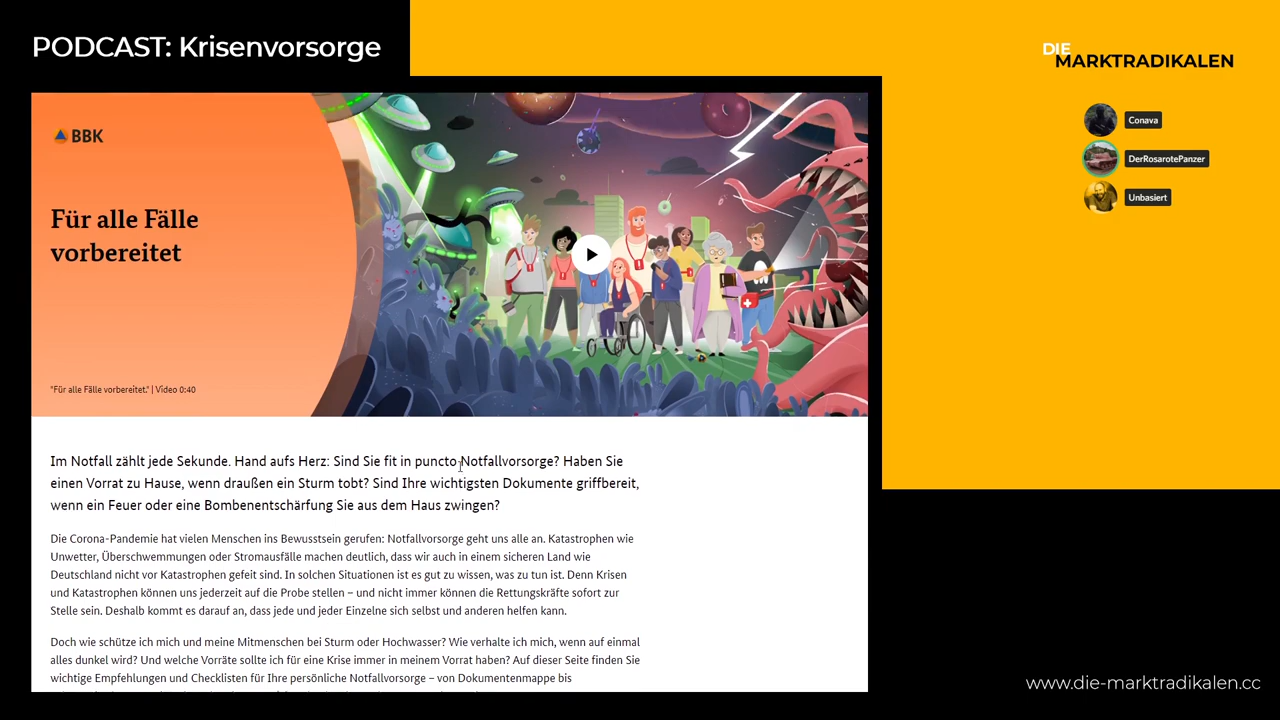 PODCAST: Krisenvorsorge
DIE
MARKTRADIKALEN
Conava
DerRosarotePanzer
Unbasiert
BBK
Für alle Fälle
vorbereitet
"Für alle Fälle vorbereitet." | Video 0:40
Im Notfall zählt jede Sekunde. Hand aufs Herz: Sind Sie fit in puncto Notfallvorsorge? Haben Sie
einen Vorrat zu Hause, wenn draußen ein Sturm tobt? Sind Ihre wichtigsten Dokumente griffbereit,
wenn ein Feuer oder eine Bombenentschärfung Sie aus dem Haus zwingen?
Die Corona-Pandemie hat vielen Menschen ins Bewusstsein gerufen: Notfallvorsorge geht uns alle an. Katastrophen wie
Unwetter, Überschwemmungen oder Stromausfälle machen deutlich, dass wir auch in einem sicheren Land wie
Deutschland nicht vor Katastrophen gefeit sind. In solchen Situationen ist es gut zu wissen, was zu tun ist. Denn Krisen
und Katastrophen können uns jederzeit auf die Probe stellen – und nicht immer können die Rettungskräfte sofort zur
Stelle sein. Deshalb kommt es darauf an, dass jede und jeder Einzelne sich selbst und anderen helfen kann.
Doch wie schütze ich mich und meine Mitmenschen bei Sturm oder Hochwasser? Wie verhalte ich mich, wenn auf einmal
alles dunkel wird? Und welche Vorräte sollte ich für eine Krise immer in meinem Vorrat haben? Auf dieser Seite finden Sie
wichtige Empfehlungen und Checklisten für Ihre persönliche Notfallvorsorge – von Dokumentenmappe bis
www.die-marktradikalen.cc